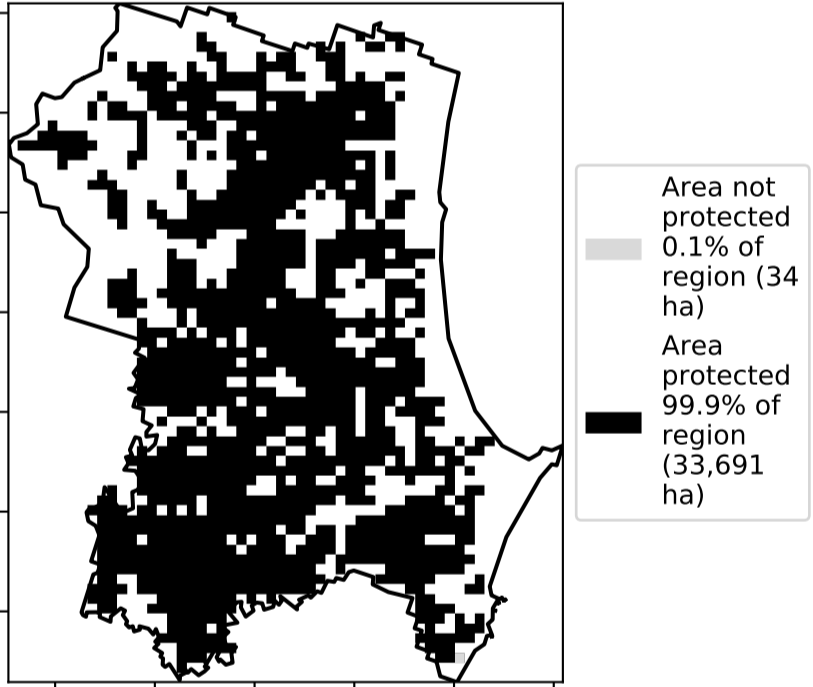 Area not
protected
0.1% of
region (34
ha)
Area
protected
99.9% of
region
(33,691
ha)